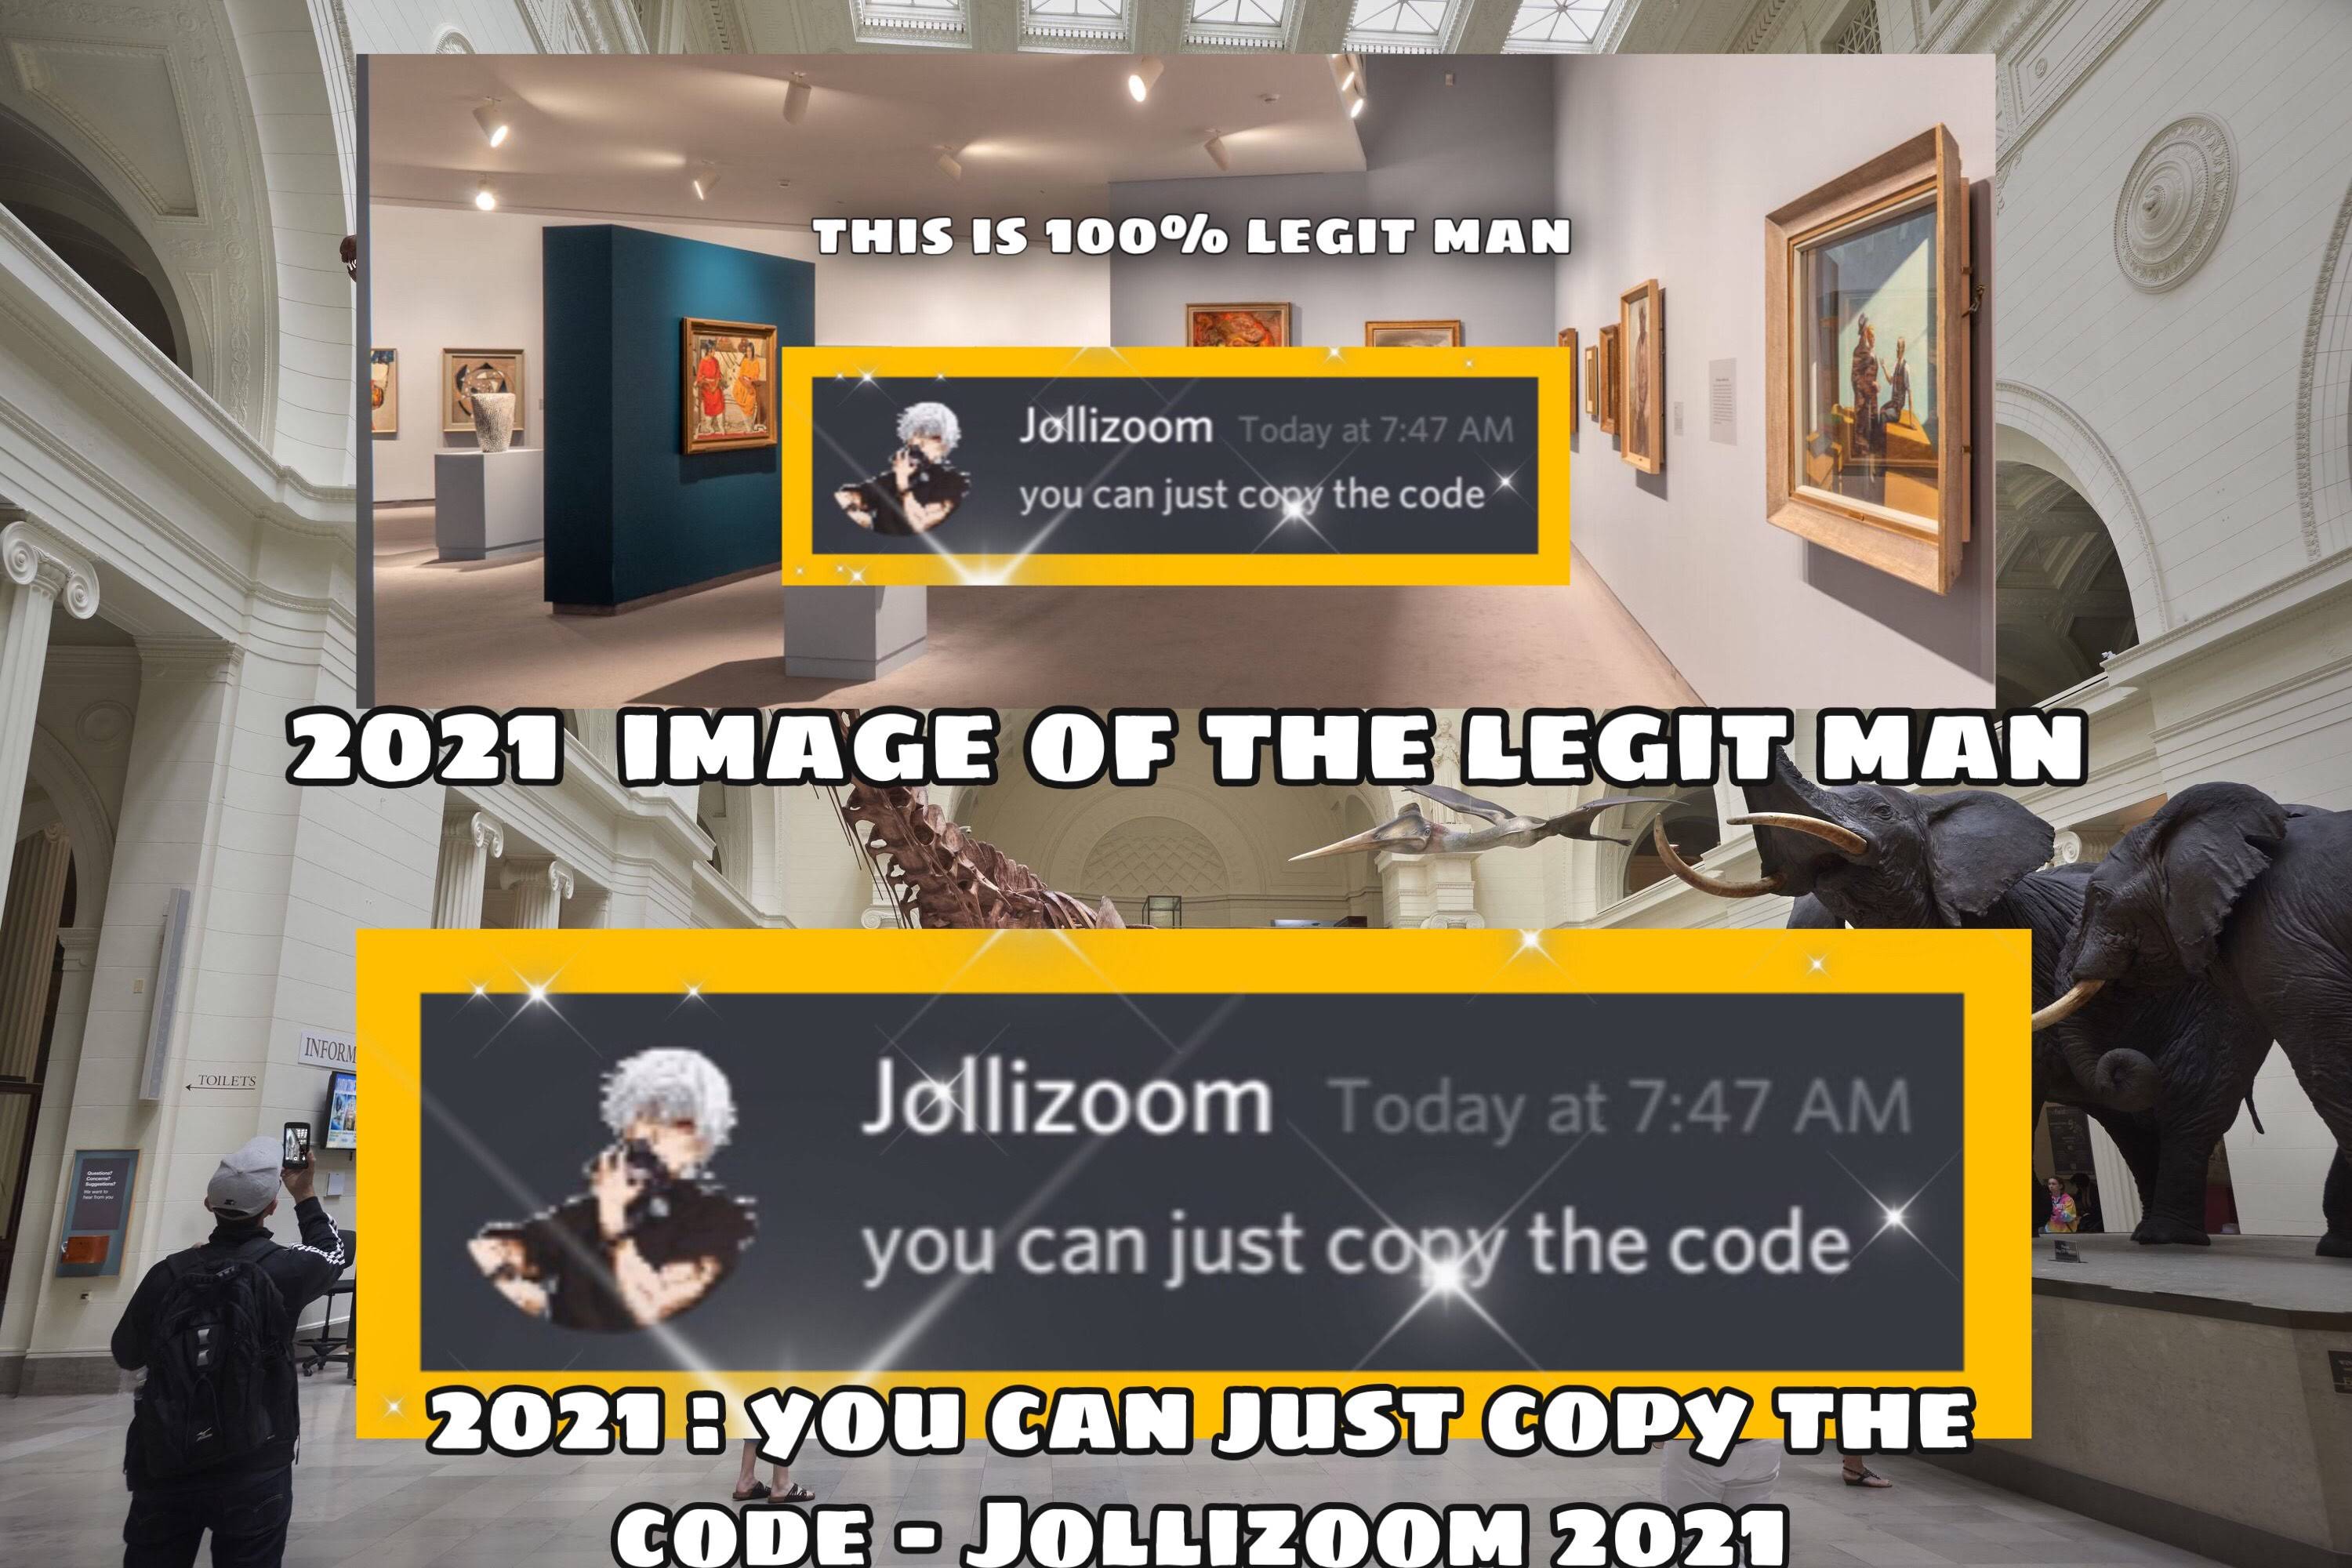 THIS IS 100% LEGIT MAN
Jollizoom Today at 7:47 AM
you can just copy the code
2021 IMAGE OF THE LEGIT MAN
Jollizoom Today at 7:47 AM
you can just copy the code
INFORM
TOILETS
Questions?
Concerns?
Suggestions?
We want to
hear from you
2021 : YOU CAN JUST COPY THE
CODE - JOLLIZOOM 2021